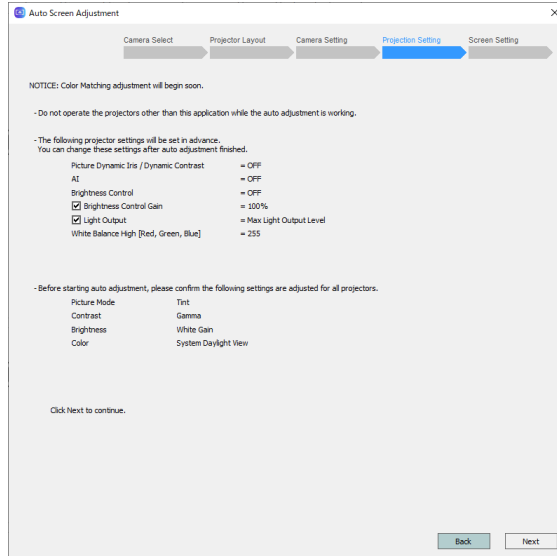 Auto Screen Adjustment
Camera Select Projector Layout Camera Setting Projection Setting Screen Setting
NOTICE: Color Matching adjustment will begin soon.
- Do not operate the projectors other than this application while the auto adjustment is working.
- The following projector settings will be set in advance.
You can change these settings after auto adjustment finished.
Picture Dynamic Iris / Dynamic Contrast = OFF
AI = OFF
Brightness Control = OFF
Brightness Control Gain = 100%
Light Output = Max Light Output Level
White Balance High [Red, Green, Blue] = 255
- Before starting auto adjustment, please confirm the following settings are adjusted for all projectors.
Picture Mode Tint
Contrast Gamma
Brightness White Gain
Color System Daylight View
Click Next to continue.
Back Next